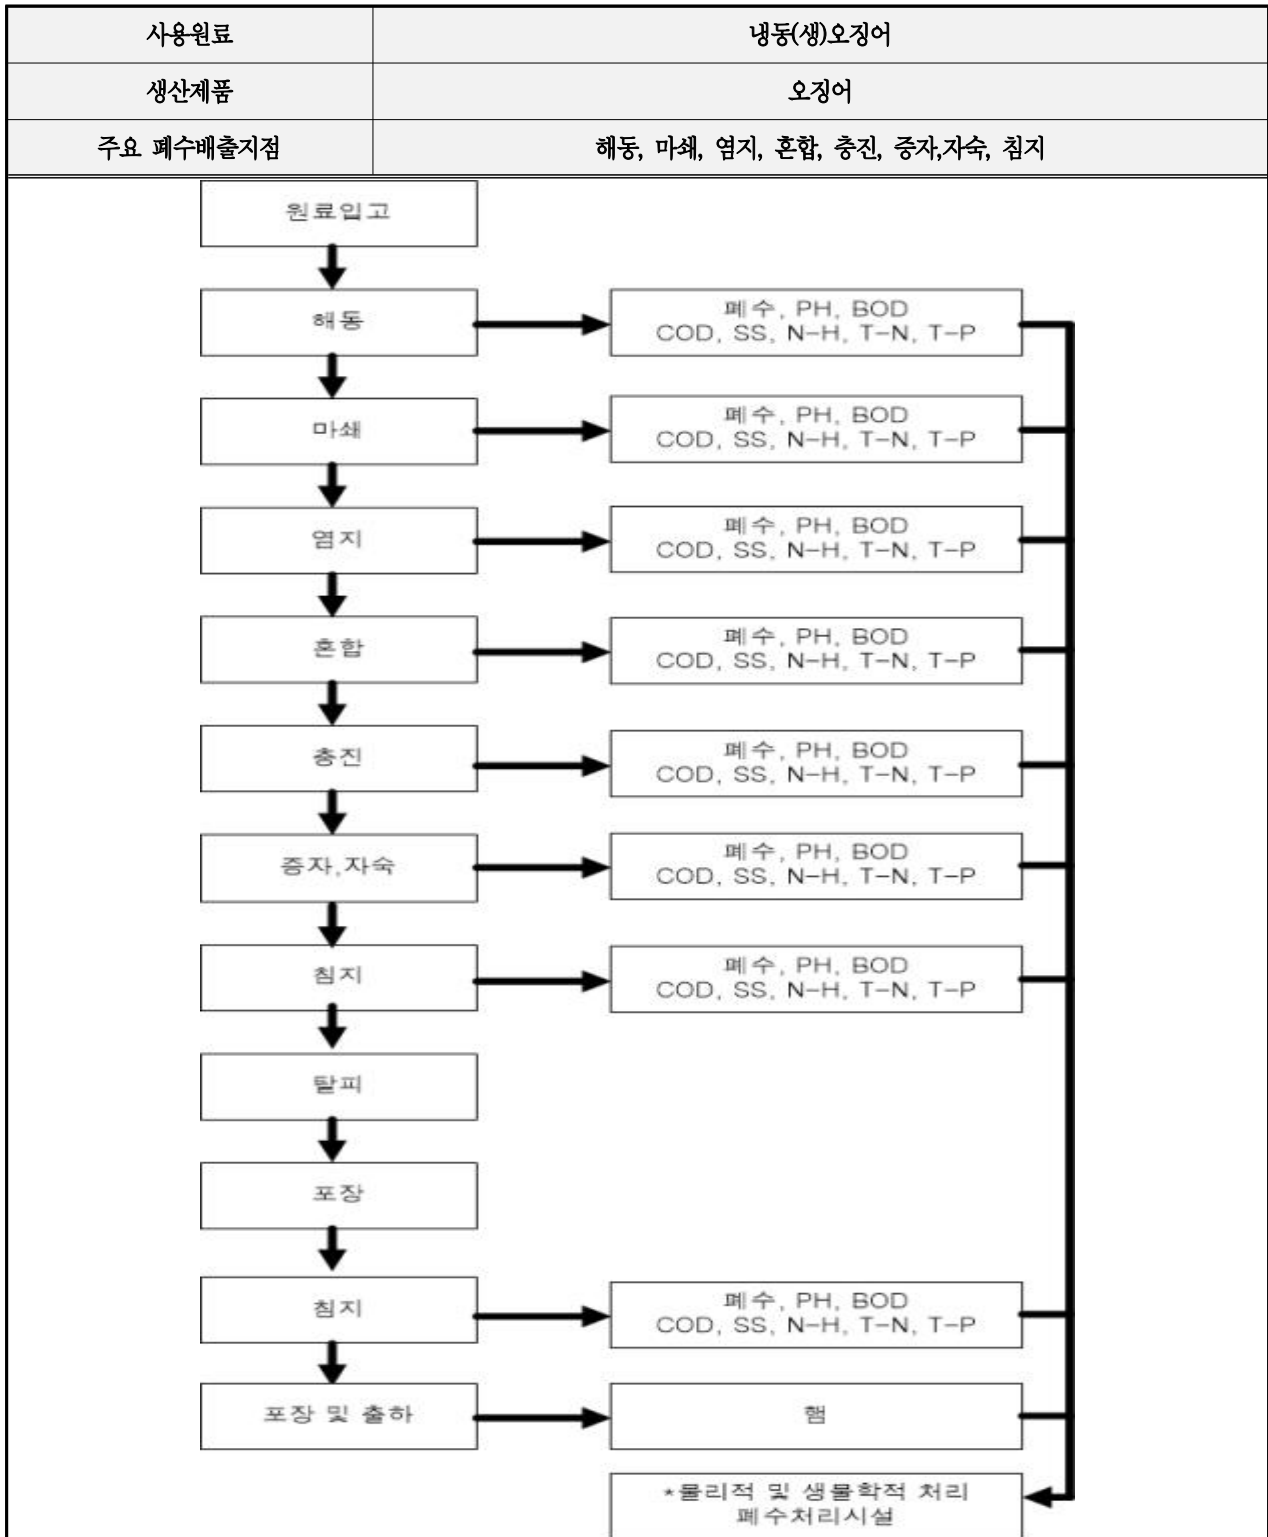 사용원료 냉동(생)오징어
생산제품 오징어
주요 폐수배출지점 해동, 마쇄, 염지, 혼합, 충진, 증자,자숙, 침지
원료입고
해동
폐수, PH, BOD
COD, SS, N-H, T-N, T-P
마쇄
폐수, PH, BOD
COD, SS, N-H, T-N, T-P
염지
폐수, PH, BOD
COD, SS, N-H, T-N, T-P
혼합
폐수, PH, BOD
COD, SS, N-H, T-N, T-P
충진
폐수, PH, BOD
COD, SS, N-H, T-N, T-P
증자,자숙
폐수, PH, BOD
COD, SS, N-H, T-N, T-P
침지
폐수, PH, BOD
COD, SS, N-H, T-N, T-P
탈피
포장
침지
폐수, PH, BOD
COD, SS, N-H, T-N, T-P
포장 및 출하
햄
*물리적 및 생물학적 처리
폐수처리시설